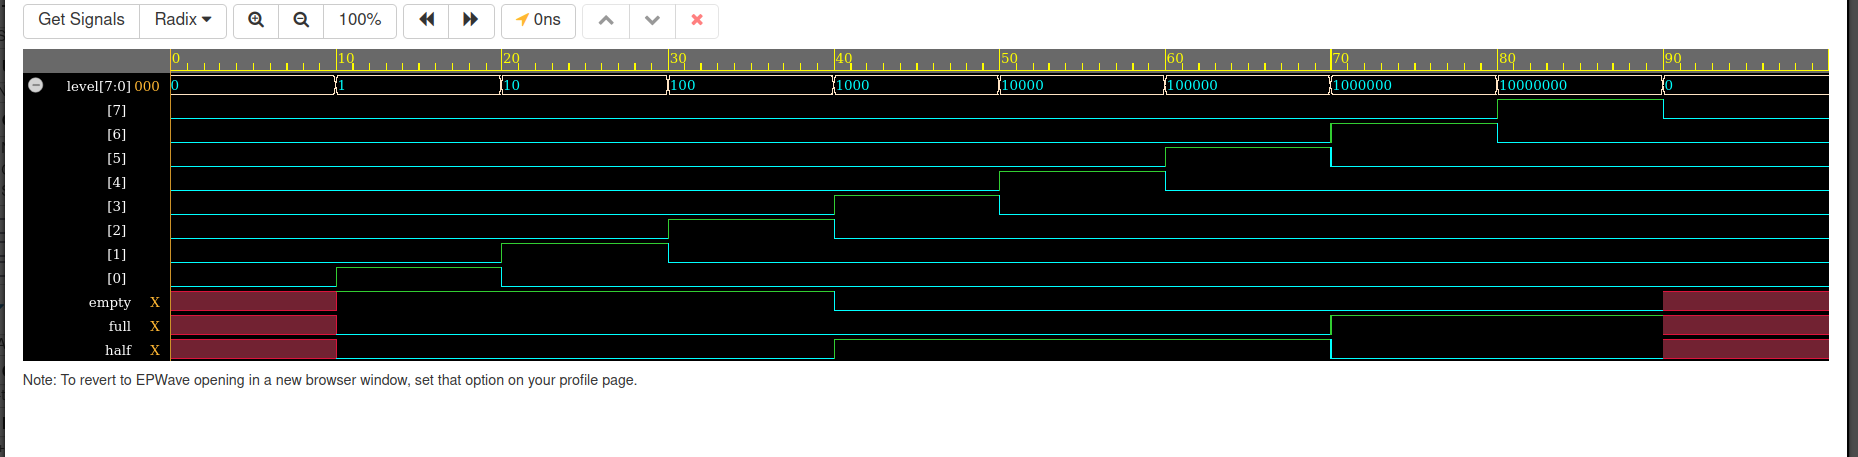 Get Signals Radix 100% 0ns
0 10 20 30 40 50 60 70 80 90
level[7:0] 000 0 1 10 100 1000 10000 100000 1000000 10000000 0
[7]
[6]
[5]
[4]
[3]
[2]
[1]
[0]
empty X
full X
half X
Note: To revert to EPWave opening in a new browser window, set that option on your profile page.